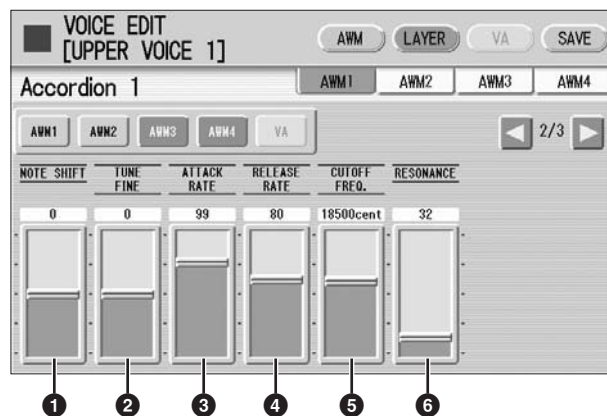 VOICE EDIT
[UPPER VOICE 1]
AWM LAYER VA SAVE
Accordion 1
AWM1 AWM2 AWM3 AWM4
AWM1 AWM2 AWM3 AWM4 VA
2/3
NOTE SHIFT TUNE FINE ATTACK RATE RELEASE RATE CUTOFF FREQ. RESONANCE
0 0 99 80 18500cent 32
1 2 3 4 5 6